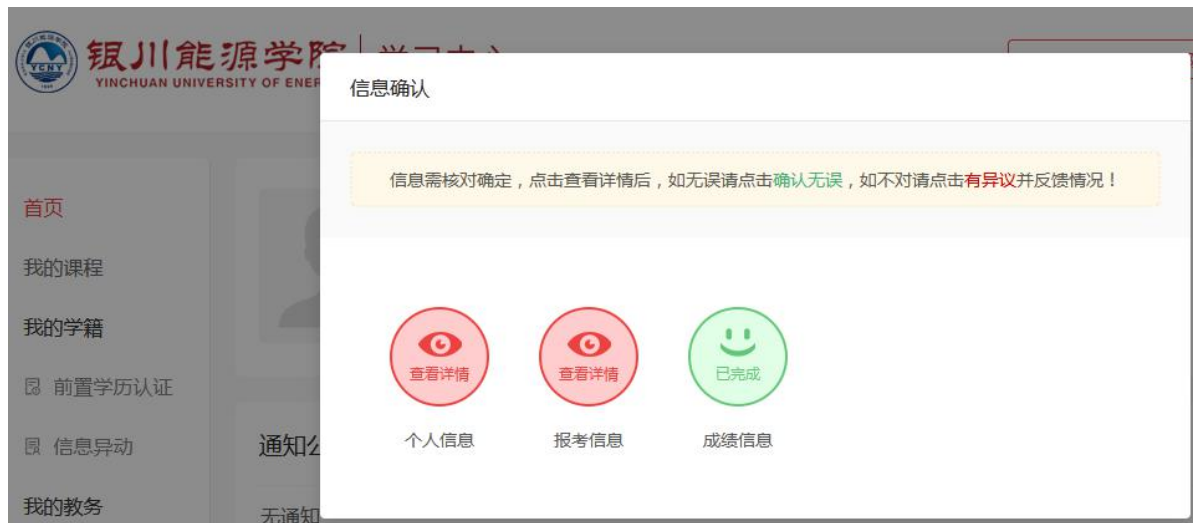 银川能源学院
YINCHUAN UNIVERSITY OF ENER
YCNY
信息确认
信息需核对确定，点击查看详情后，如无误请点击确认无误，如不对请点击有异议并反馈情况！
首页
我的课程
我的学籍
前置学历认证
信息异动
我的教务
查看详情
查看详情
已完成
个人信息
报考信息
成绩信息
通知公
无通知